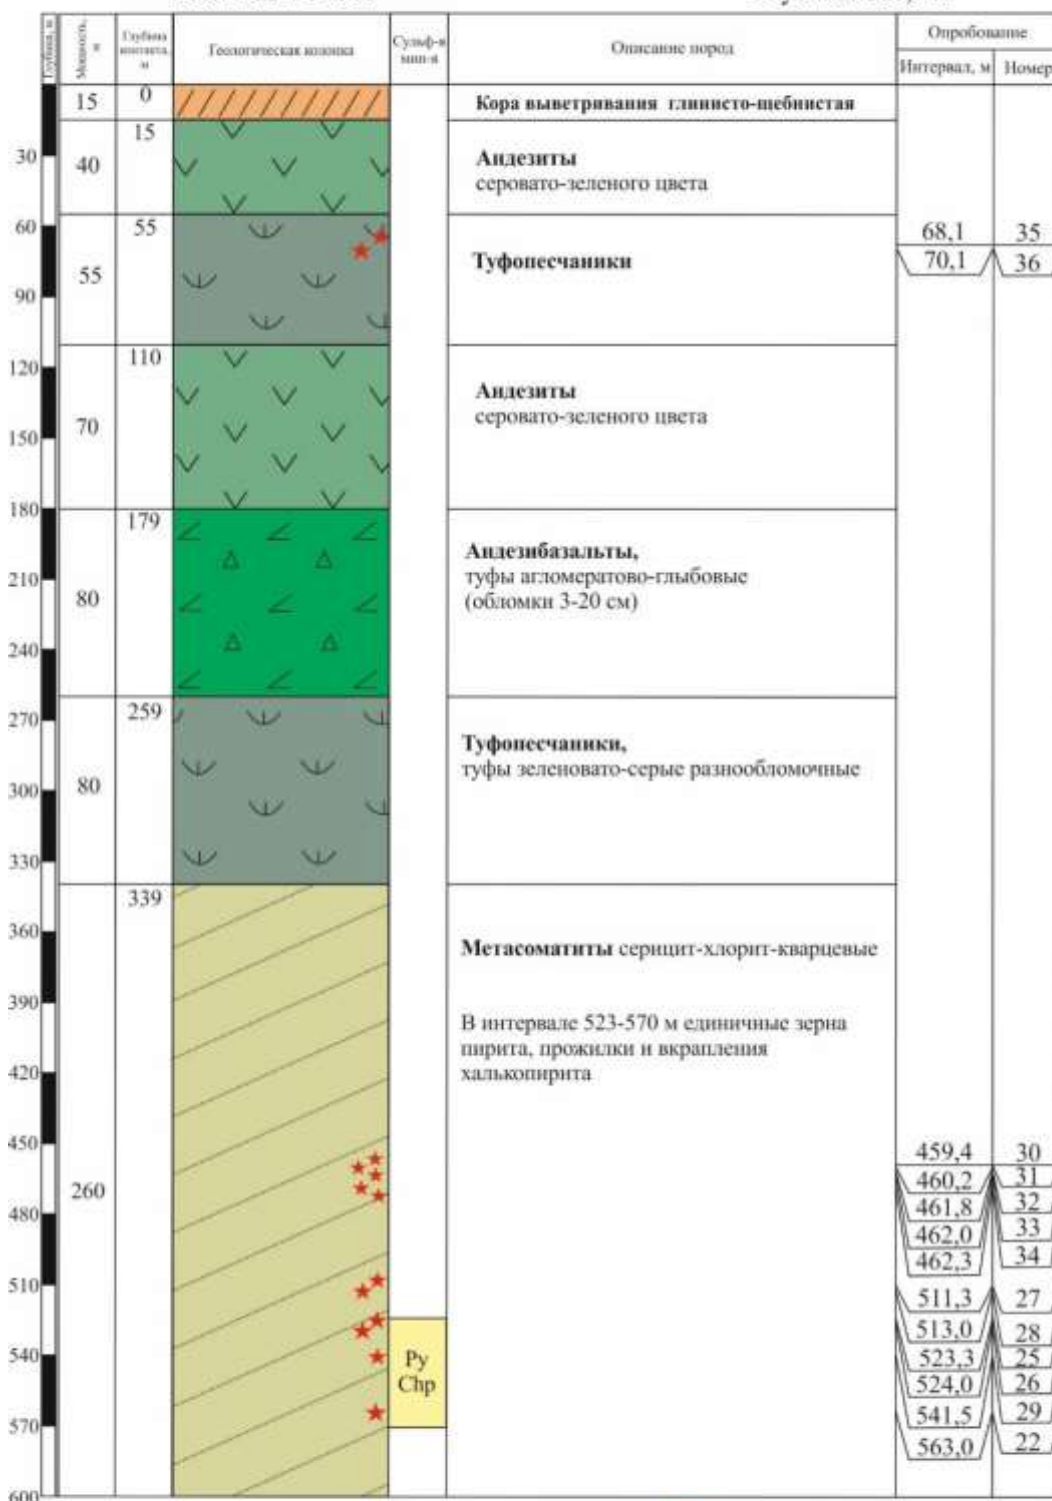 Глубина, м
Мощность, м
Глубина
контакта,
м
Геологическая колонка
Сульф-я
мин-я
Описание пород
Опробование
Интервал, м
Номер
15
0
Кора выветривания глинисто-щебнистая
15
30
40
Андезиты
серовато-зеленого цвета
60
55
68,1
35
70,1
36
55
Туфопесчаники
90
110
120
Андезиты
серовато-зеленого цвета
70
150
180
179
Андезибазальты,
туфы агломератово-глыбовые
(обломки 3-20 см)
210
80
240
259
270
Туфопесчаники,
туфы зеленовато-серые разнообломочные
80
300
330
339
360
Метасоматиты серицит-хлорит-кварцевые
390
В интервале 523-570 м единичные зерна
пирита, прожилки и вкрапления
халькопирита
420
450
459,4
30
460,2
31
260
461,8
32
480
462,0
33
462,3
34
510
511,3
27
513,0
28
540
Py
Chp
523,3
25
524,0
26
541,5
29
570
563,0
22
600